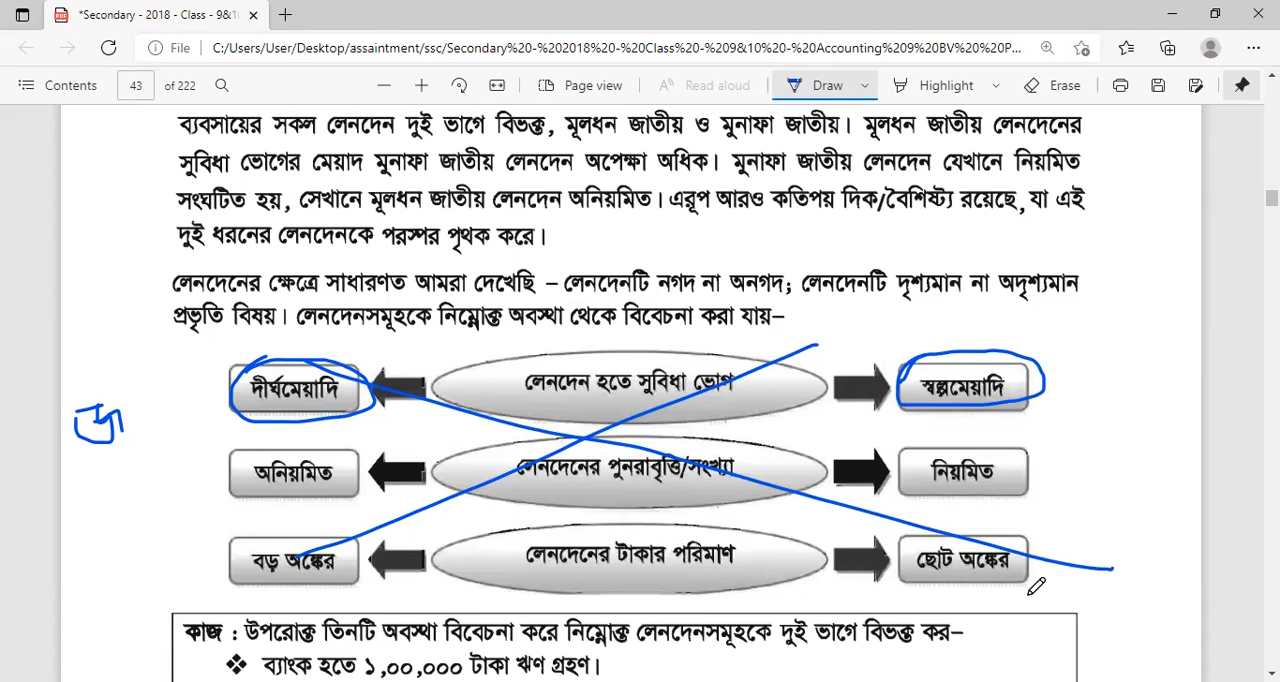 *Secondary - 2018 - Class - 9&1
File C:/Users/User/Desktop/assaintment/ssc/Secondary%20-%202018%20-%20Class%20-%209&10%20-%20Accounting%209%20BV%20%20P...
Contents 43 of 222 Page view Read aloud Draw Highlight Erase
ব্যবসায়ের সকল লেনদেন দুই ভাগে বিভক্ত, মূলধন জাতীয় ও মুনাফা জাতীয়। মূলধন জাতীয় লেনদেনের
সুবিধা ভোগের মেয়াদ মুনাফা জাতীয় লেনদেন অপেক্ষা অধিক। মুনাফা জাতীয় লেনদেন যেখানে নিয়মিত
সংঘটিত হয়, সেখানে মূলধন জাতীয় লেনদেন অনিয়মিত। এরূপ আরও কতিপয় দিক/বৈশিষ্ট্য রয়েছে, যা এই
দুই ধরনের লেনদেনকে পরস্পর পৃথক করে।
লেনদেনের ক্ষেত্রে সাধারণত আমরা দেখেছি – লেনদেনটি নগদ না অনগদ; লেনদেনটি দৃশ্যমান না অদৃশ্যমান
প্রভৃতি বিষয়। লেনদেনসমূহকে নিম্নোক্ত অবস্থা থেকে বিবেচনা করা যায়–
দীর্ঘমেয়াদি লেনদেন হতে সুবিধা ভোগ স্বল্পমেয়াদি
অনিয়মিত লেনদেনের পুনরাবৃত্তি/সংখ্যা নিয়মিত
বড় অঙ্কের লেনদেনের টাকার পরিমাণ ছোট অঙ্কের
কাজ : উপরোক্ত তিনটি অবস্থা বিবেচনা করে নিম্নোক্ত লেনদেনসমূহকে দুই ভাগে বিভক্ত কর–
❖ ব্যাংক হতে ১,০০,০০০ টাকা ঋণ গ্রহণ।